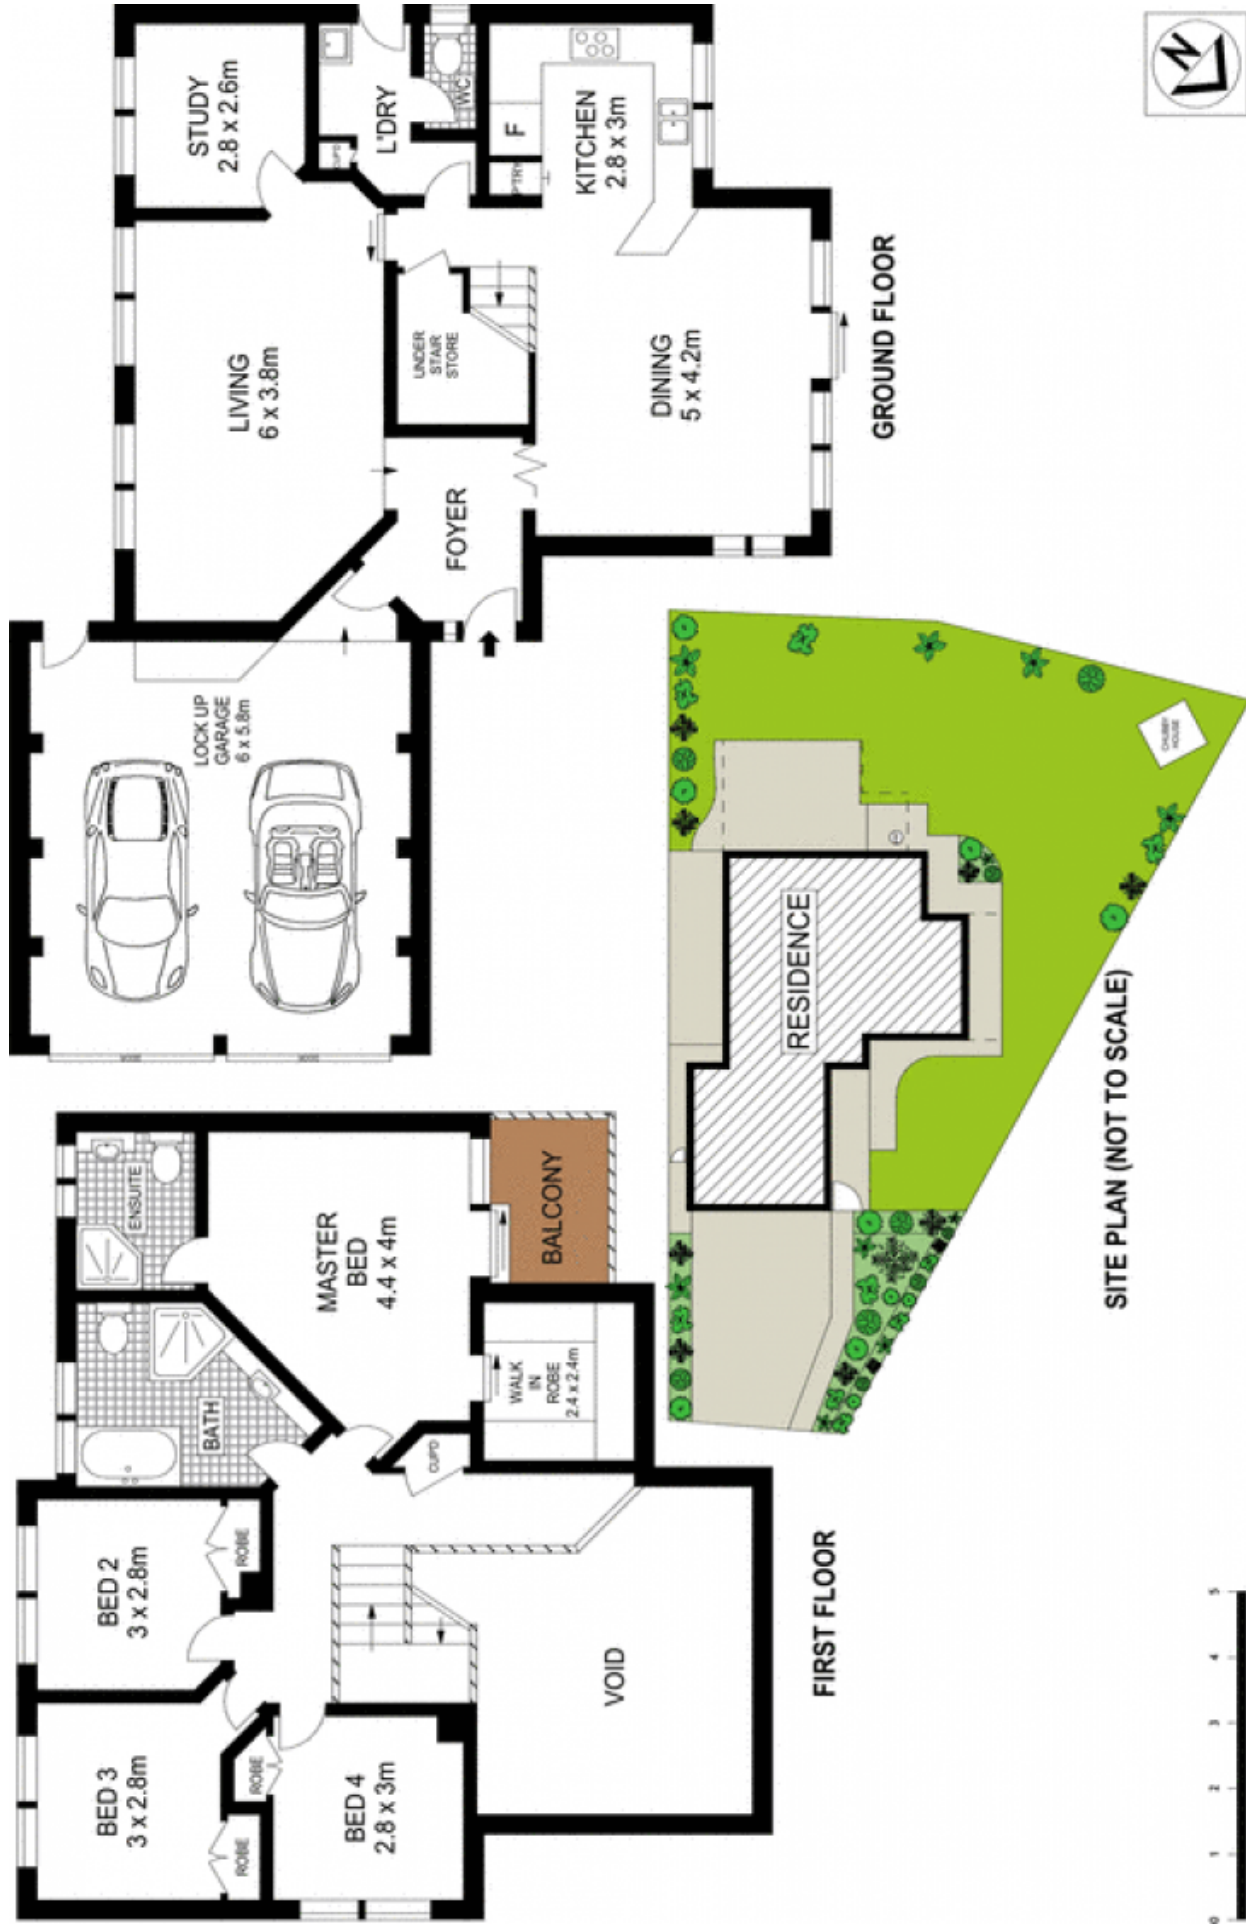 STUDY
2.8 x 2.6m
L'DRY
CUPD
WC
F
PTRY
KITCHEN
2.8 x 3m
LIVING
6 x 3.8m
UNDER
STAIR
STORE
DINING
5 x 4.2m
FOYER
LOCK UP
GARAGE
6 x 5.8m
GROUND FLOOR
N
ENSUITE
MASTER
BED
4.4 x 4m
BALCONY
WALK
IN
ROBE
2.4 x 2.4m
BATH
CUPD
BED 2
3 x 2.8m
ROBE
BED 3
3 x 2.8m
ROBE
ROBE
BED 4
2.8 x 3m
VOID
FIRST FLOOR
RESIDENCE
CHUBBY
HOUSE
SITE PLAN (NOT TO SCALE)
0 1 2 3 4 5